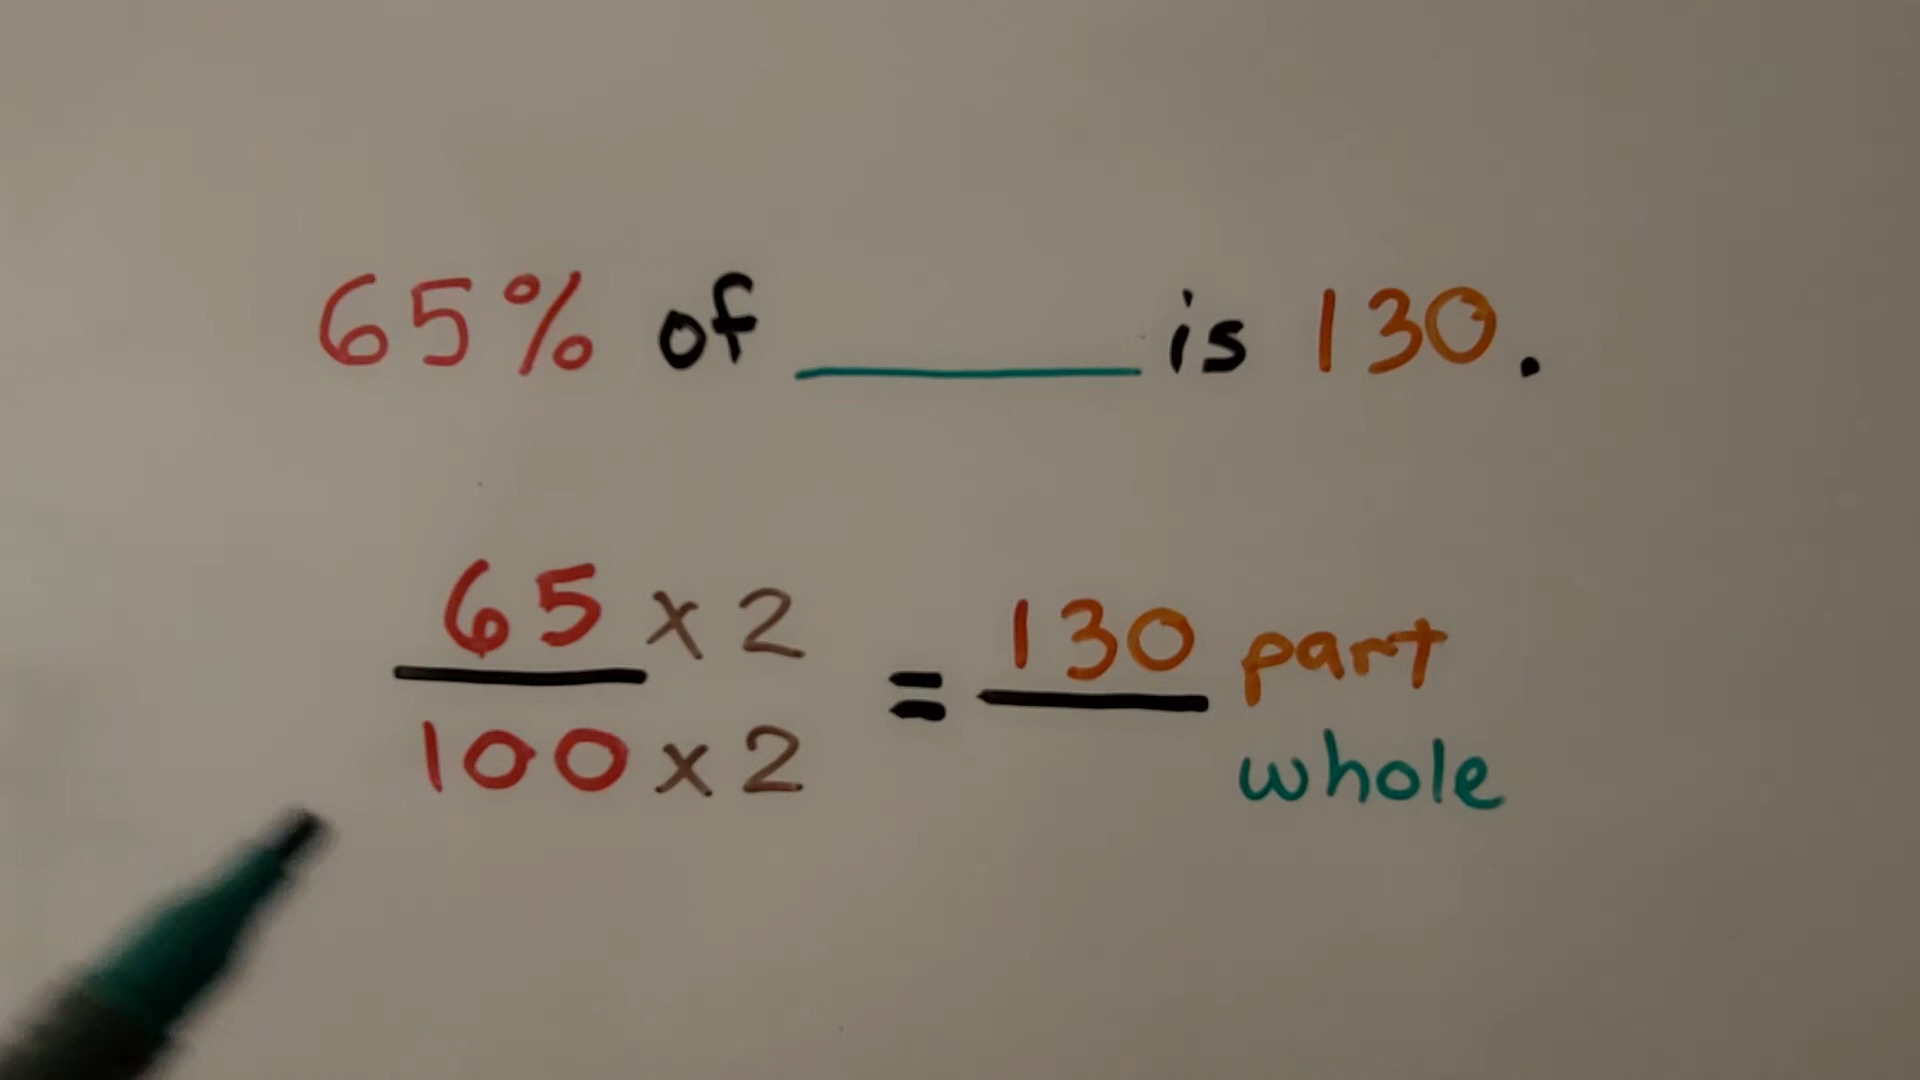 65% of ______ is 130.
65 x 2 = 130 part
100 x 2 whole